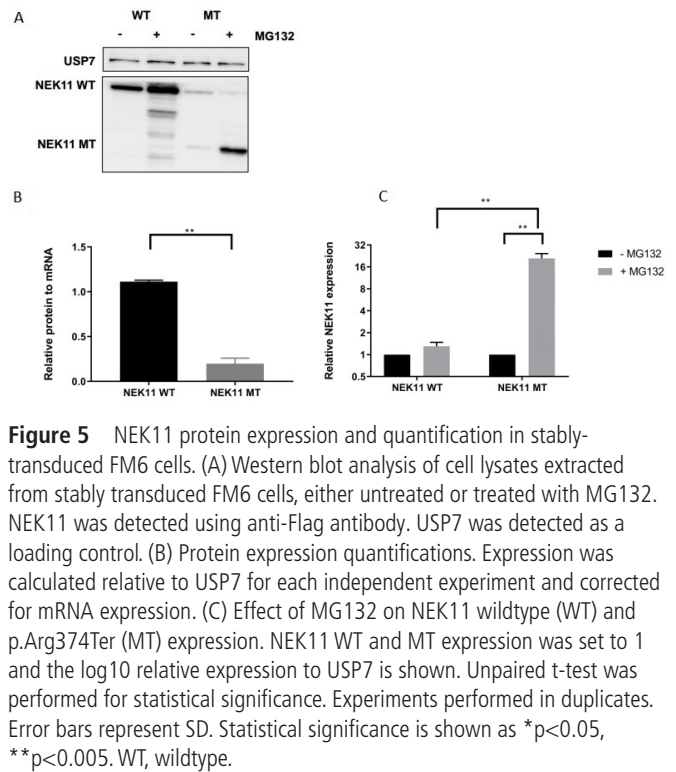 A
WT MT
- + - + MG132
USP7
NEK11 WT
NEK11 MT
B
**
Relative protein to mRNA
1.5
1.0
0.5
0.0
NEK11 WT NEK11 MT
C
**
**
Relative NEK11 expression
32
16
8
4
2
1
0.5
NEK11 WT NEK11 MT
- MG132
+ MG132
Figure 5 NEK11 protein expression and quantification in stably-
transduced FM6 cells. (A) Western blot analysis of cell lysates extracted
from stably transduced FM6 cells, either untreated or treated with MG132.
NEK11 was detected using anti-Flag antibody. USP7 was detected as a
loading control. (B) Protein expression quantifications. Expression was
calculated relative to USP7 for each independent experiment and corrected
for mRNA expression. (C) Effect of MG132 on NEK11 wildtype (WT) and
p.Arg374Ter (MT) expression. NEK11 WT and MT expression was set to 1
and the log10 relative expression to USP7 is shown. Unpaired t-test was
performed for statistical significance. Experiments performed in duplicates.
Error bars represent SD. Statistical significance is shown as *p<0.05,
**p<0.005. WT, wildtype.